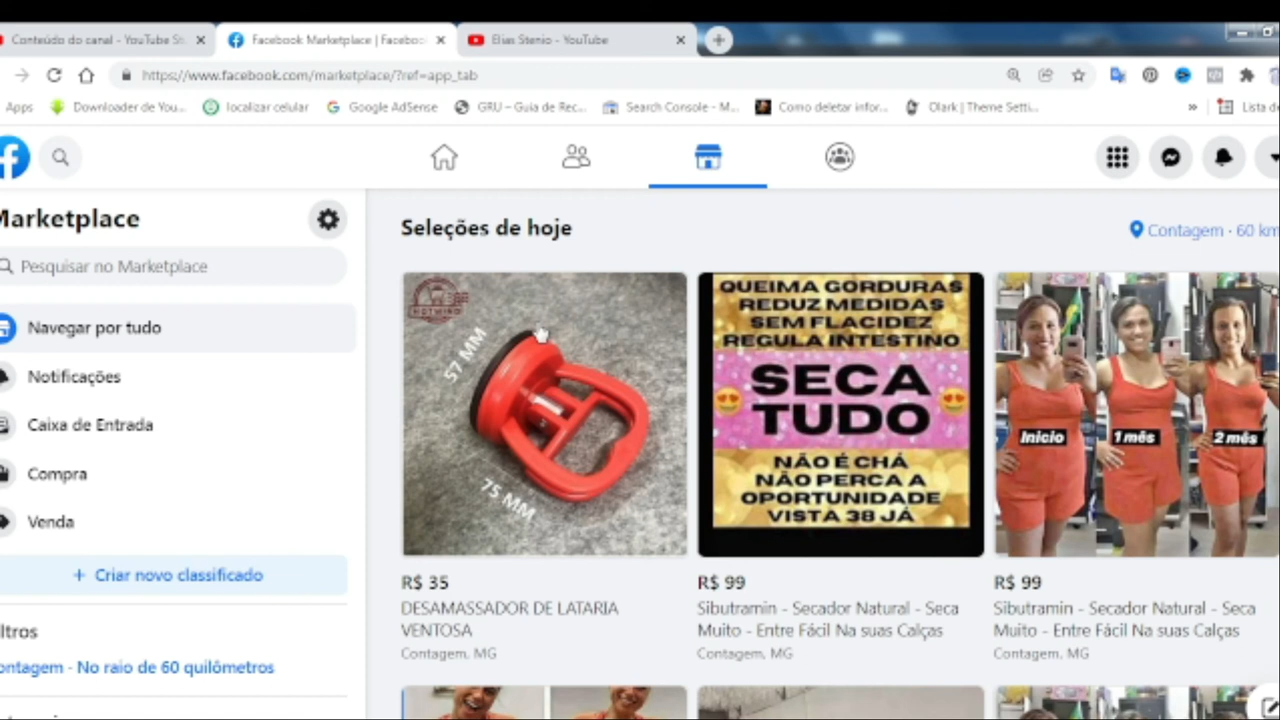 Conteúdo do canal - YouTube St
Facebook Marketplace | Faceboo
Elias Stenio - YouTube
https://www.facebook.com/marketplace/?ref=app_tab
Apps
Downloader de You...
localizar celular
Google AdSense
GRU – Guia de Rec...
Search Console - M...
Como deletar infor...
Olark | Theme Setti...
»
Lista de
Marketplace
Pesquisar no Marketplace
Navegar por tudo
Notificações
Caixa de Entrada
Compra
Venda
+ Criar novo classificado
ltros
ontagem · No raio de 60 quilômetros
Seleções de hoje
Contagem · 60 km
57 MM
75 MM
R$ 35
DESAMASSADOR DE LATARIA
VENTOSA
Contagem, MG
QUEIMA GORDURAS
REDUZ MEDIDAS
SEM FLACIDEZ
REGULA INTESTINO
SECA
TUDO
NÃO É CHÁ
NÃO PERCA A
OPORTUNIDADE
VISTA 38 JÁ
R$ 99
Sibutramin - Secador Natural - Seca
Muito - Entre Fácil Na suas Calças
Contagem, MG
Inicio
1 mês
2 mês
R$ 99
Sibutramin - Secador Natural - Seca
Muito - Entre Fácil Na suas Calças
Contagem, MG